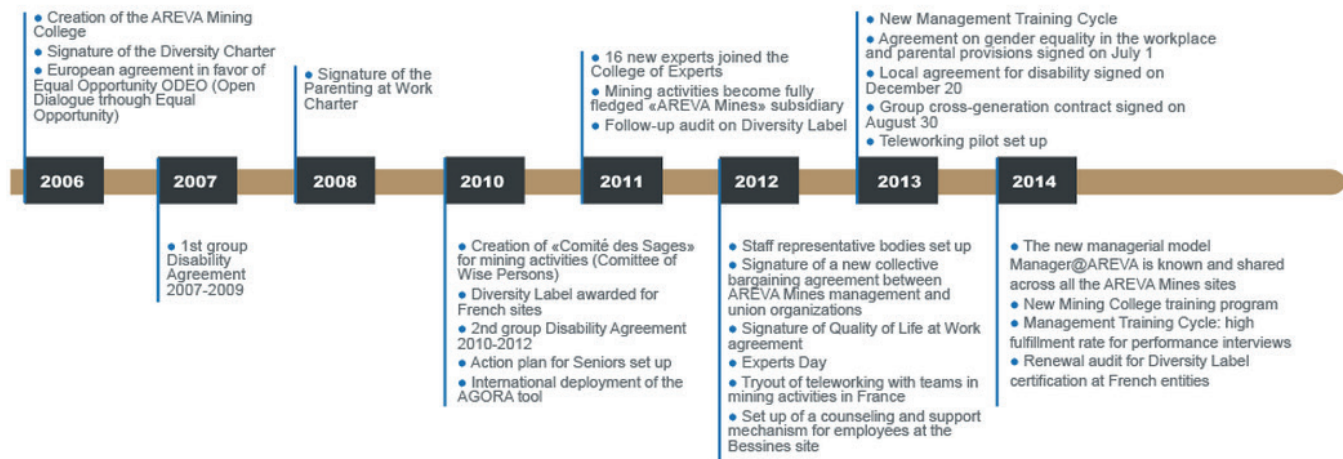 ● Creation of the AREVA Mining
College
● Signature of the Diversity Charter
● European agreement in favor of
Equal Opportunity ODEO (Open
Dialogue trhough Equal
Opportunity)
● Signature of the
Parenting at Work
Charter
● 16 new experts joined the
College of Experts
● Mining activities become fully
fledged «AREVA Mines» subsidiary
● Follow-up audit on Diversity Label
● New Management Training Cycle
● Agreement on gender equality in the workplace
and parental provisions signed on July 1
● Local agreement for disability signed on
December 20
● Group cross-generation contract signed on
August 30
● Teleworking pilot set up
2006
2007
2008
2010
2011
2012
2013
2014
● 1st group
Disability
Agreement
2007-2009
● Creation of «Comité des Sages»
for mining activities (Comittee of
Wise Persons)
● Diversity Label awarded for
French sites
● 2nd group Disability Agreement
2010-2012
● Action plan for Seniors set up
● International deployment of the
AGORA tool
● Staff representative bodies set up
● Signature of a new collective
bargaining agreement between
AREVA Mines management and
union organizations
● Signature of Quality of Life at Work
agreement
● Experts Day
● Tryout of teleworking with teams in
mining activities in France
● Set up of a counseling and support
mechanism for employees at the
Bessines site
● The new managerial model
Manager@AREVA is known and shared
across all the AREVA Mines sites
● New Mining College training program
● Management Training Cycle: high
fulfillment rate for performance interviews
● Renewal audit for Diversity Label
certification at French entities